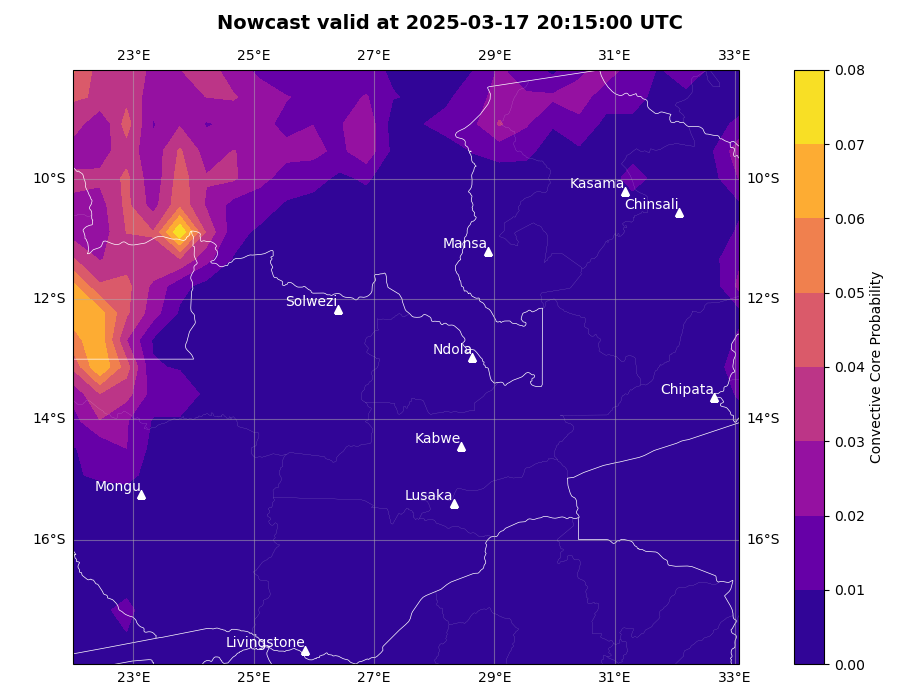 Nowcast valid at 2025-03-17 20:15:00 UTC
23°E 25°E 27°E 29°E 31°E 33°E
0.08
0.07
10°S 10°S
Kasama
Chinsali
0.06
Mansa
0.05
12°S 12°S
Solwezi
Ndola
0.04
Chipata
14°S 14°S
Kabwe
0.03
Mongu
Lusaka
0.02
16°S 16°S
0.01
Livingstone
0.00
23°E 25°E 27°E 29°E 31°E 33°E
Convective Core Probability